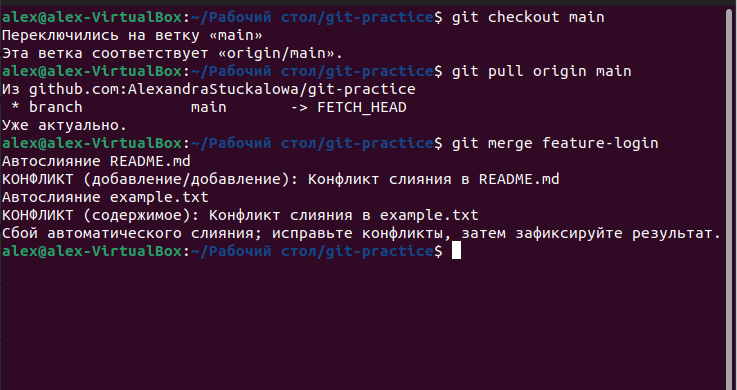 alex@alex-VirtualBox:~/Рабочий стол/git-practice$ git checkout main
Переключились на ветку «main»
Эта ветка соответствует «origin/main».
alex@alex-VirtualBox:~/Рабочий стол/git-practice$ git pull origin main
Из github.com:AlexandraStuckalowa/git-practice
 * branch            main       -> FETCH_HEAD
Уже актуально.
alex@alex-VirtualBox:~/Рабочий стол/git-practice$ git merge feature-login
Автослияние README.md
КОНФЛИКТ (добавление/добавление): Конфликт слияния в README.md
Автослияние example.txt
КОНФЛИКТ (содержимое): Конфликт слияния в example.txt
Сбой автоматического слияния; исправьте конфликты, затем зафиксируйте результат.
alex@alex-VirtualBox:~/Рабочий стол/git-practice$